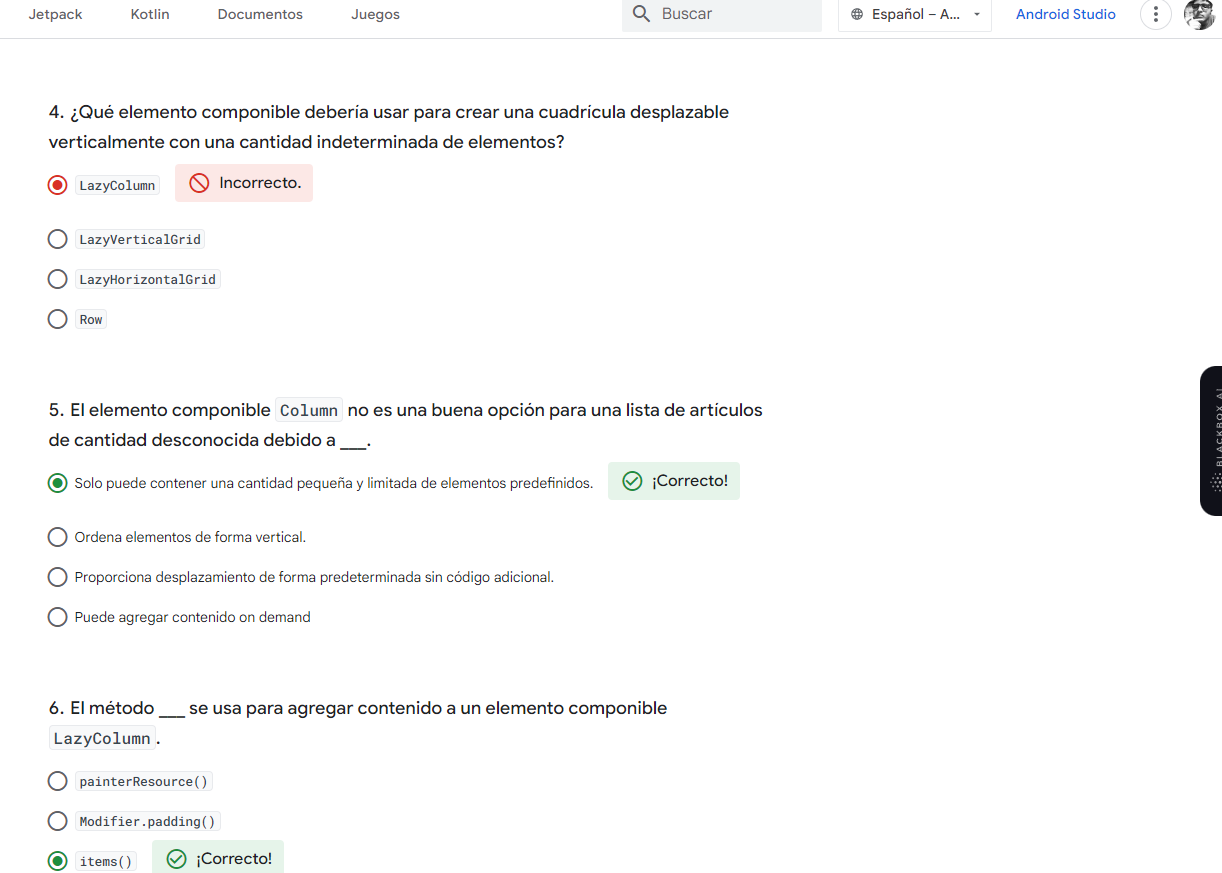 Jetpack Kotlin Documentos Juegos Buscar Español – A... Android Studio
4. ¿Qué elemento componible debería usar para crear una cuadrícula desplazable
verticalmente con una cantidad indeterminada de elementos?
LazyColumn Incorrecto.
LazyVerticalGrid
LazyHorizontalGrid
Row
5. El elemento componible Column no es una buena opción para una lista de artículos
de cantidad desconocida debido a ___.
Solo puede contener una cantidad pequeña y limitada de elementos predefinidos. ¡Correcto!
Ordena elementos de forma vertical.
Proporciona desplazamiento de forma predeterminada sin código adicional.
Puede agregar contenido on demand
BLACKBOX AI
6. El método ___ se usa para agregar contenido a un elemento componible
LazyColumn.
painterResource()
Modifier.padding()
items() ¡Correcto!